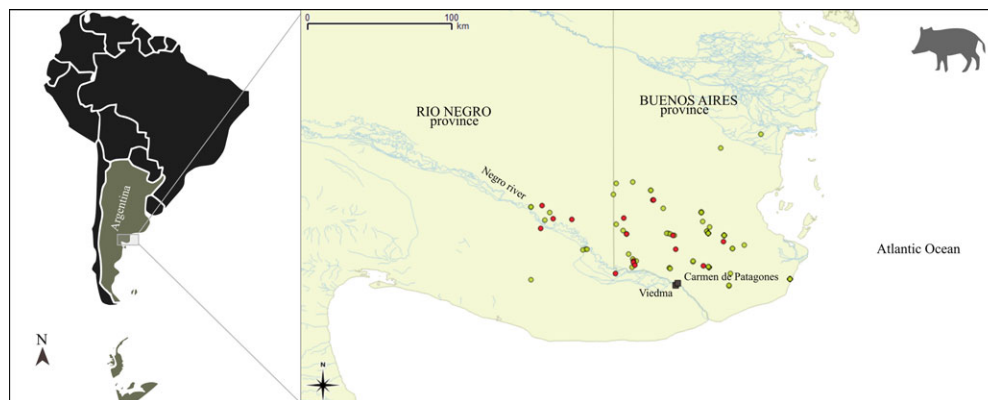 0
100
km
RIO NEGRO
province
BUENOS AIRES
province
Negro river
Argentina
Atlantic Ocean
Carmen de Patagones
Viedma
N
N